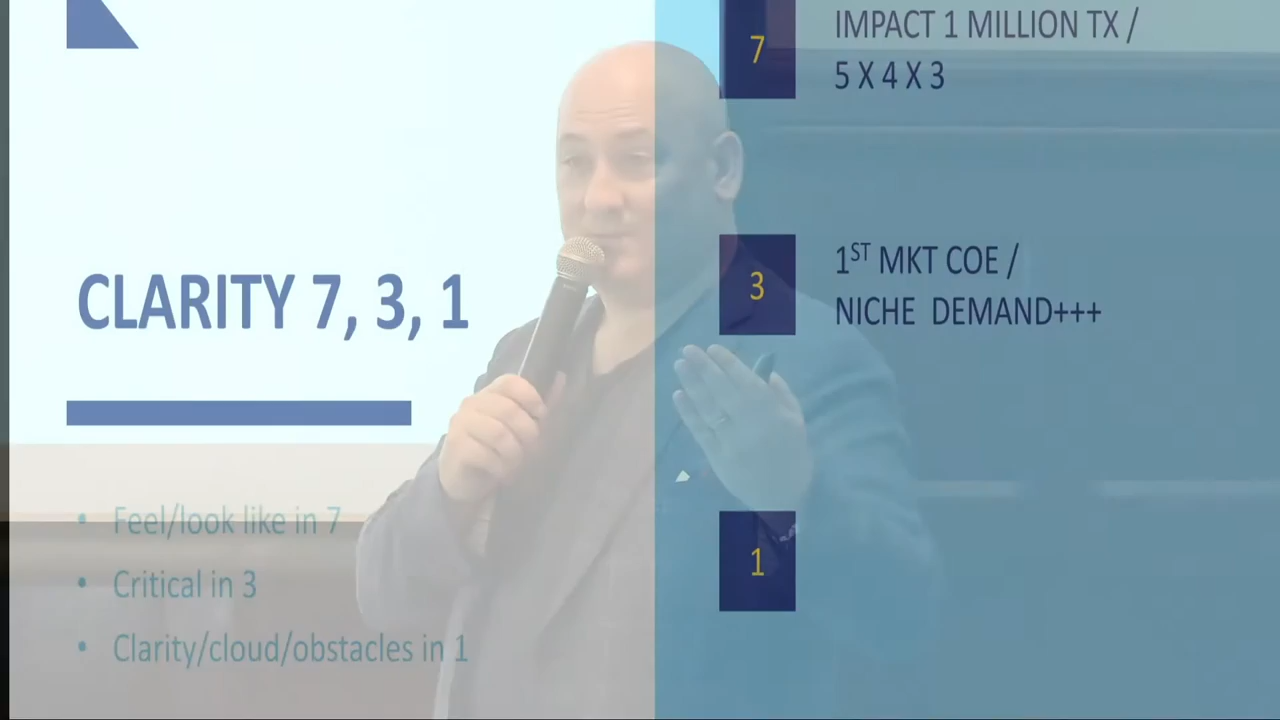 CLARITY 7, 3, 1
• Feel/look like in 7
• Critical in 3
• Clarity/cloud/obstacles in 1
7
IMPACT 1 MILLION TX /
5 X 4 X 3
3
1ST MKT COE /
NICHE DEMAND+++
1